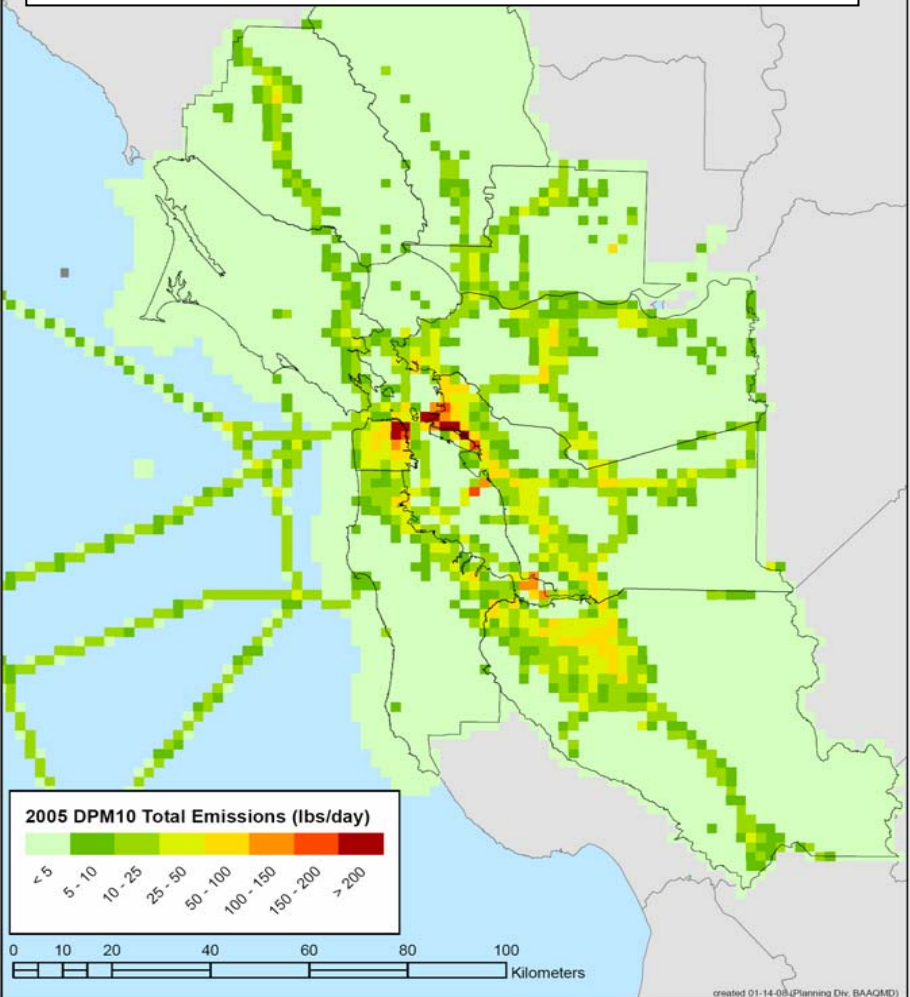 2005 DPM10 Total Emissions (lbs/day)
< 5
5 - 10
10 - 25
25 - 50
50 - 100
100 - 150
150 - 200
> 200
0 10 20 40 60 80 100
Kilometers
created 01-14-08 (Planning Div. BAAQMD)